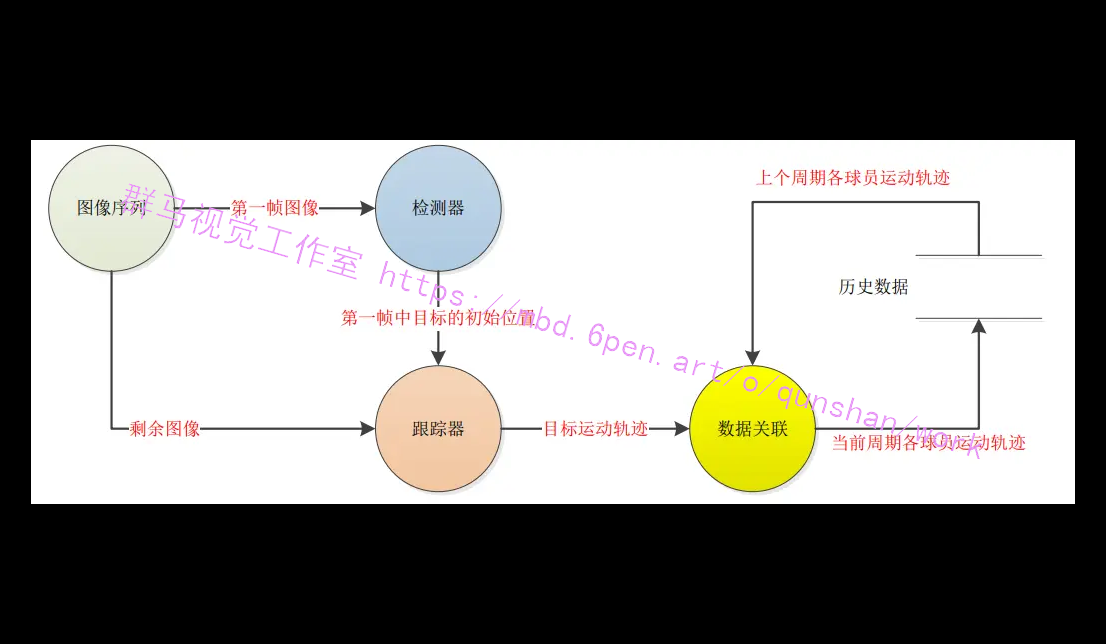 上个周期各球员运动轨迹
图像序列
第一帧图像
检测器
历史数据
第一帧中目标的初始位置
剩余图像
跟踪器
目标运动轨迹
数据关联
当前周期各球员运动轨迹
群马视觉工作室 https://mbd.6pen.art/o/qunshan/work